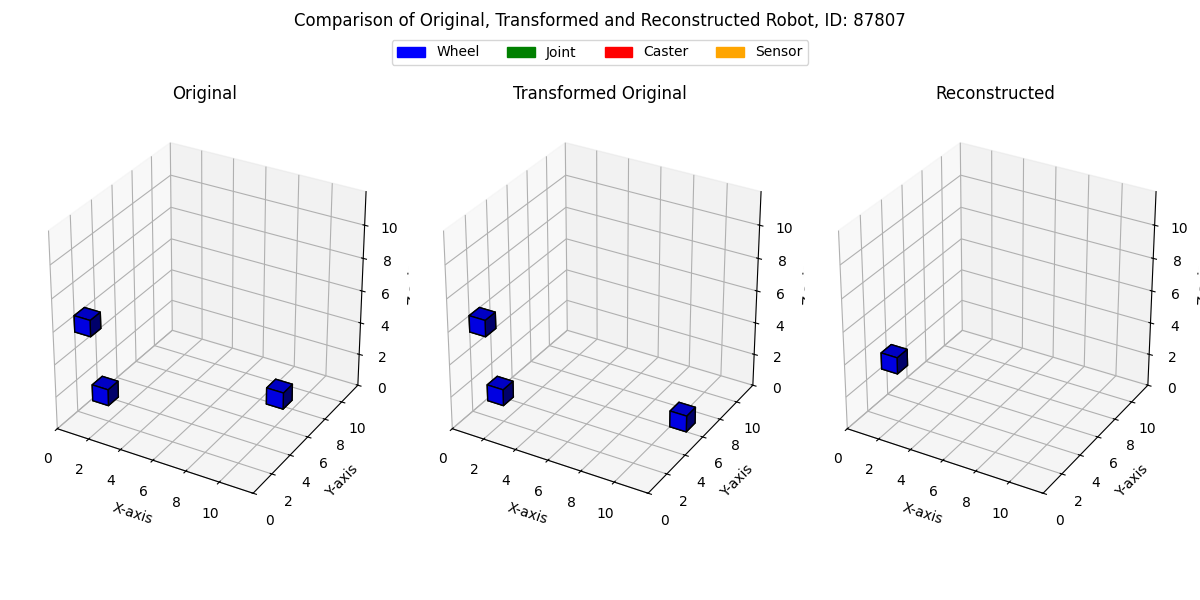 Comparison of Original, Transformed and Reconstructed Robot, ID: 87807
Wheel Joint Caster Sensor
Original Transformed Original Reconstructed
10 10 10
8 8 8
6 6 6
4 4 4
2 2 2
0 0 0
0 2 4 6 8 10 0 2 4 6 8 10 0 2 4 6 8 10
0 2 4 6 8 10 0 2 4 6 8 10 0 2 4 6 8 10
X-axis Y-axis X-axis Y-axis X-axis Y-axis